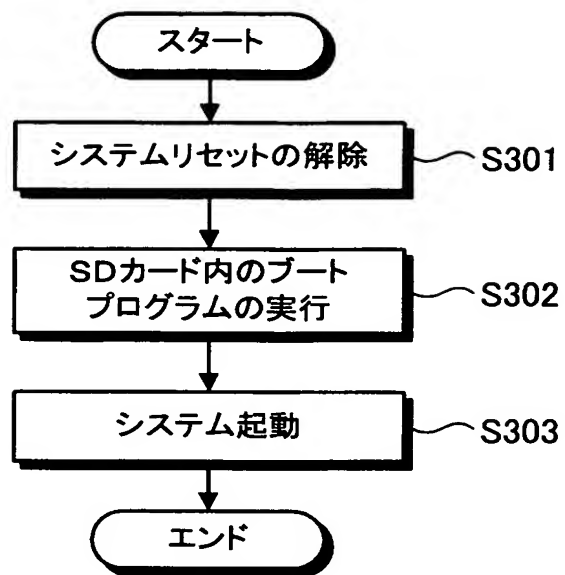 スタート
システムリセットの解除
S301
SDカード内のブート
プログラムの実行
S302
システム起動
S303
エンド